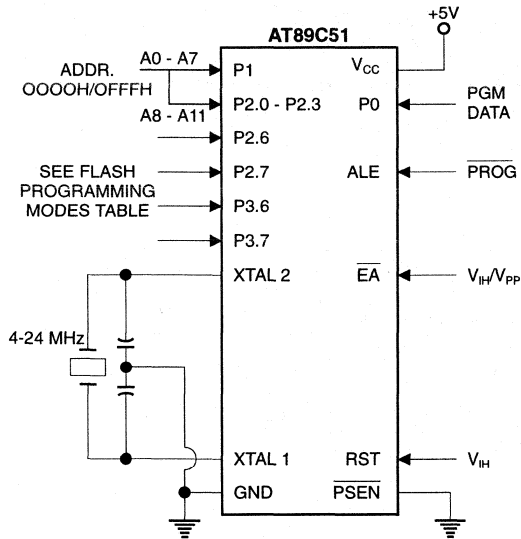 +5V
AT89C51
A0 - A7
ADDR.
OOOOH/OFFFH
A8 - A11
P1
VCC
P2.0 - P2.3
P0
PGM
DATA
P2.6
SEE FLASH
PROGRAMMING
MODES TABLE
P2.7
ALE
PROG
P3.6
P3.7
XTAL 2
EA
VIH/VPP
4-24 MHz
XTAL 1
RST
VIH
GND
PSEN